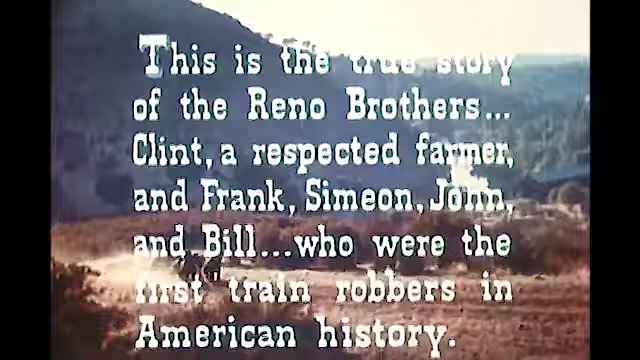 This is the true story
of the Reno Brothers...
Clint, a respected farmer,
and Frank, Simeon, John,
and Bill...who were the
first train robbers in
American history.